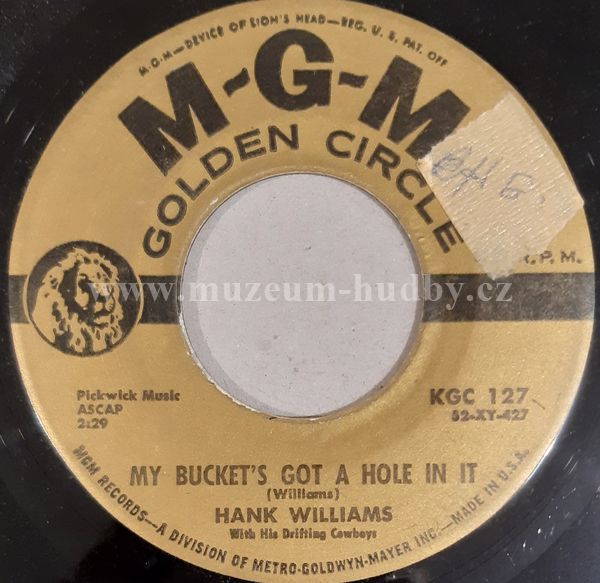 M-G-M—DEVICE OF LION'S HEAD—REG. U. S. PAT. OFF
M-G-M
GOLDEN CIRCLE
R.P.M.
www.muzeum-hudby.cz
Pickwick Music
ASCAP
2:29
KGC 127
52-XY-427
MY BUCKET'S GOT A HOLE IN IT
(Williams)
HANK WILLIAMS
With His Drifting Cowboys
MGM RECORDS—A DIVISION OF METRO-GOLDWYN-MAYER INC.—MADE IN U.S.A.